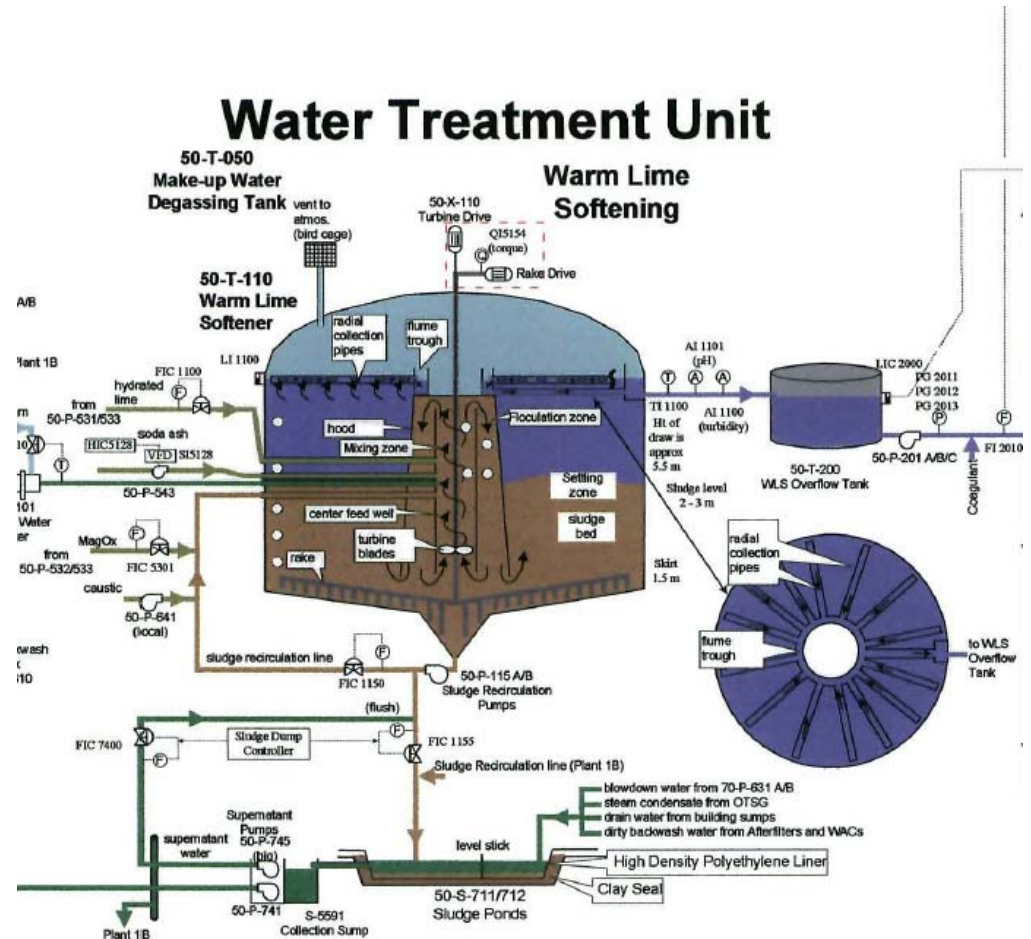 Water Treatment Unit
50-T-050
Make-up Water
Degassing Tank
Warm Lime
Softening
vent to
atmos.
(bird cage)
50-X-110
Turbine Drive
QI5154
(torque)
Rake Drive
50-T-110
Warm Lime
Softener
A/B
Plant 1B
LI 1100
radial
collection
pipes
flume
trough
AI 1101
(pH)
LIC 2000
PG 2011
PG 2012
PG 2013
FIC 1100
F
hydrated
lime
from
50-P-531/533
T
A
A
TI 1100
AI 1100
(turbidity)
P
F
hood
Floculation zone
Mixing zone
Ht of
draw is
approx
5.5 m
50-P-201 A/B/C
FI 2010
50-T-200
WLS Overflow Tank
Coagulant
soda ash
HIC5128
VFD
SI5128
T
50-P-543
Settling
zone
Sludge level
2 - 3 m
101
Water
center feed well
sludge
bed
turbine
blades
rake
Skirt
1.5 m
MagOx
F
from
50-P-532/533
FIC 5301
caustic
50-P-641
(local)
radial
collection
pipes
flume
trough
to WLS
Overflow
Tank
sludge recirculation line
F
FIC 1150
50-P-115 A/B
Sludge Recirculation
Pumps
(flush)
F
FIC 7400
F
Sludge Dump
Controller
FIC 1155
Sludge Recirculation line (Plant 1B)
blowdown water from 70-P-631 A/B
steam condensate from OTSG
drain water from building sumps
dirty backwash water from Afterfilters and WACs
Supernatant
Pumps
50-P-745
(big)
supernatant
water
level stick
High Density Polyethylene Liner
Clay Seal
50-P-741
S-5591
Collection Sump
50-S-711/712
Sludge Ponds
Plant 1B